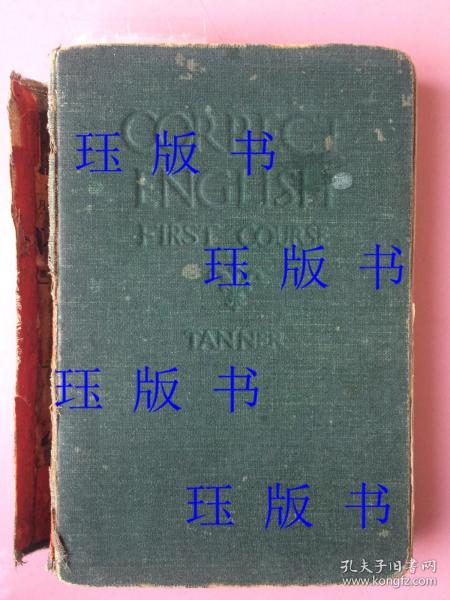 CORRECT
珏版书
ENGLISH
FIRST COURSE
珏版书
TANNER
珏版书
珏版书
孔夫子旧书网
www.kongfz.com